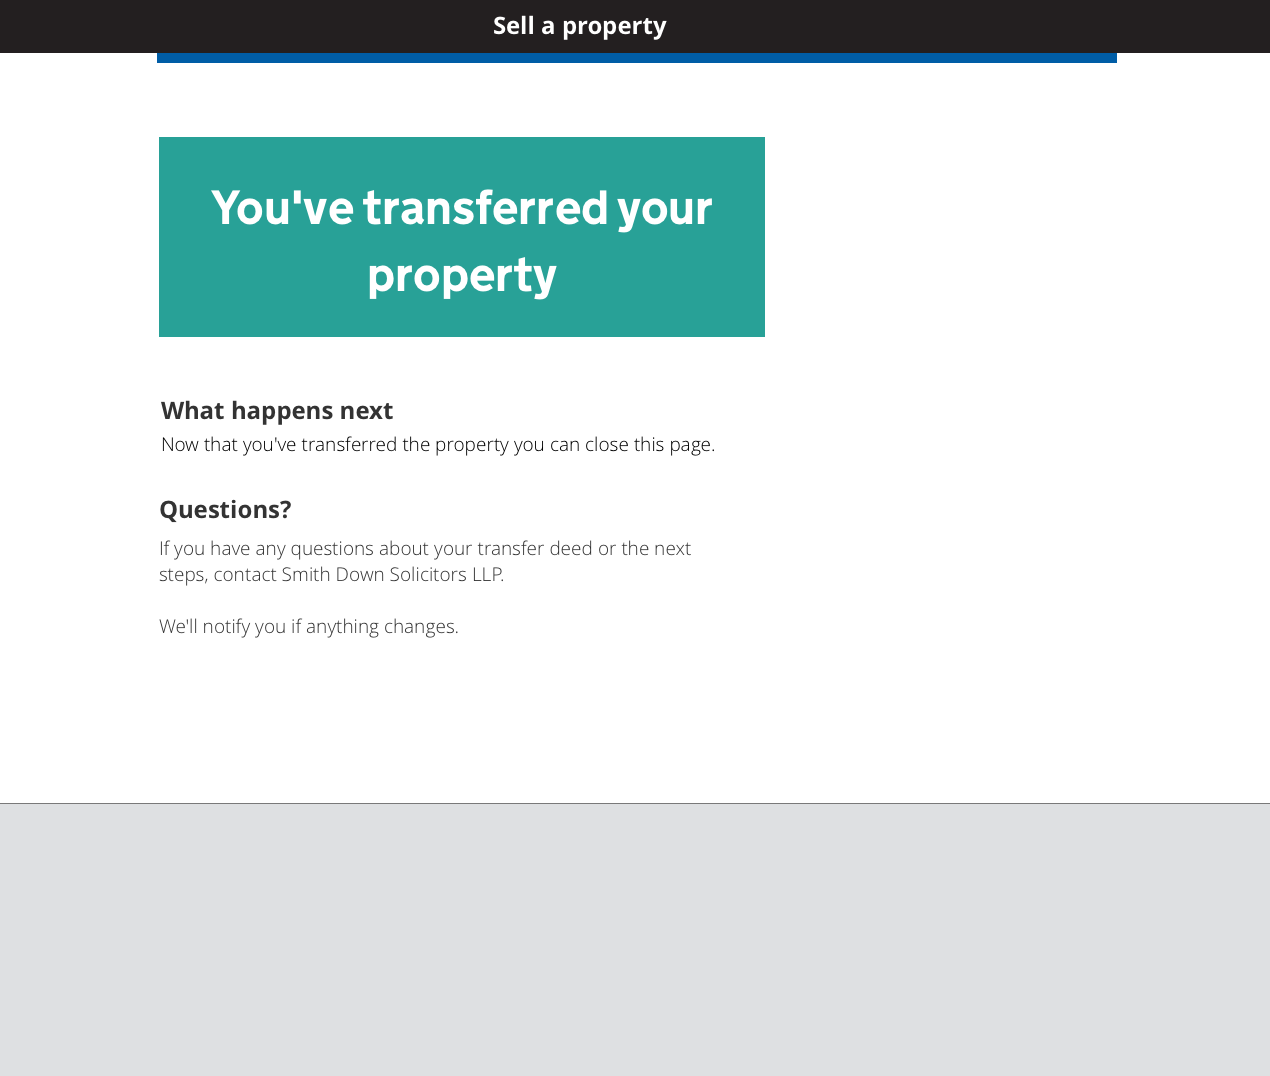 Sell a property
You've transferred your
property
What happens next
Now that you've transferred the property you can close this page.
Questions?
If you have any questions about your transfer deed or the next
steps, contact Smith Down Solicitors LLP.
We'll notify you if anything changes.